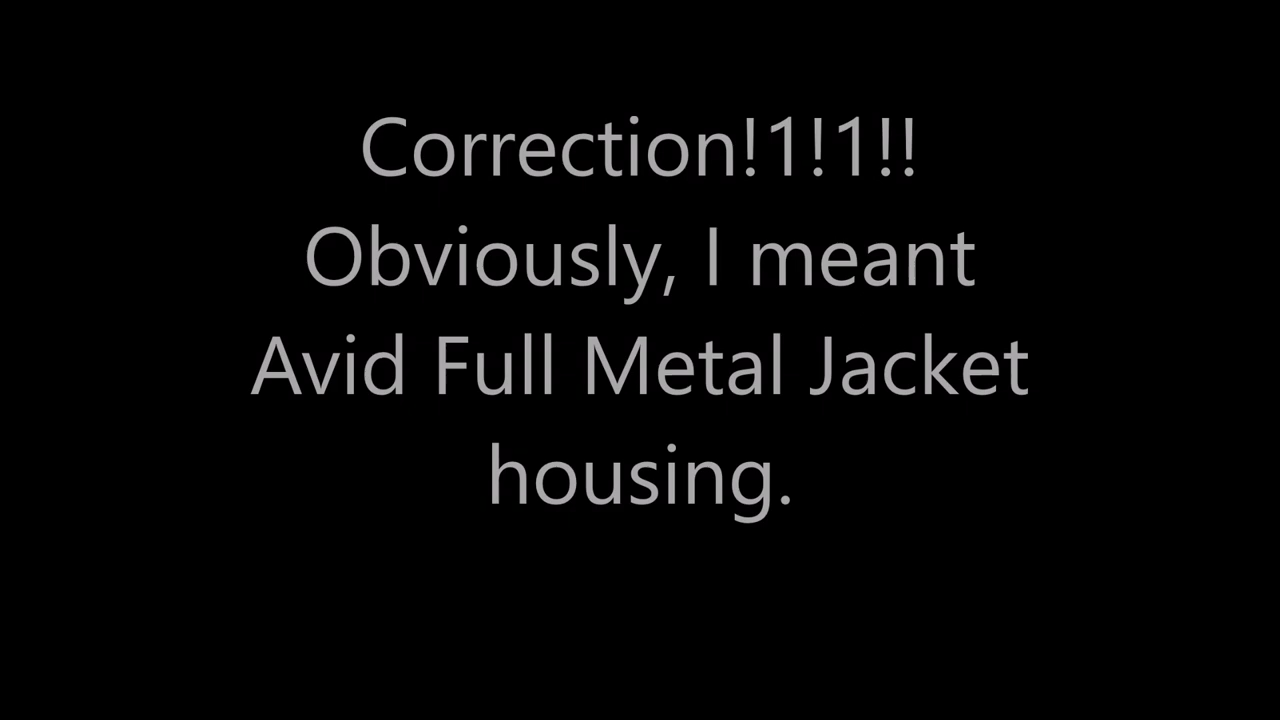 Correction!1!1!!
Obviously, I meant
Avid Full Metal Jacket
housing.